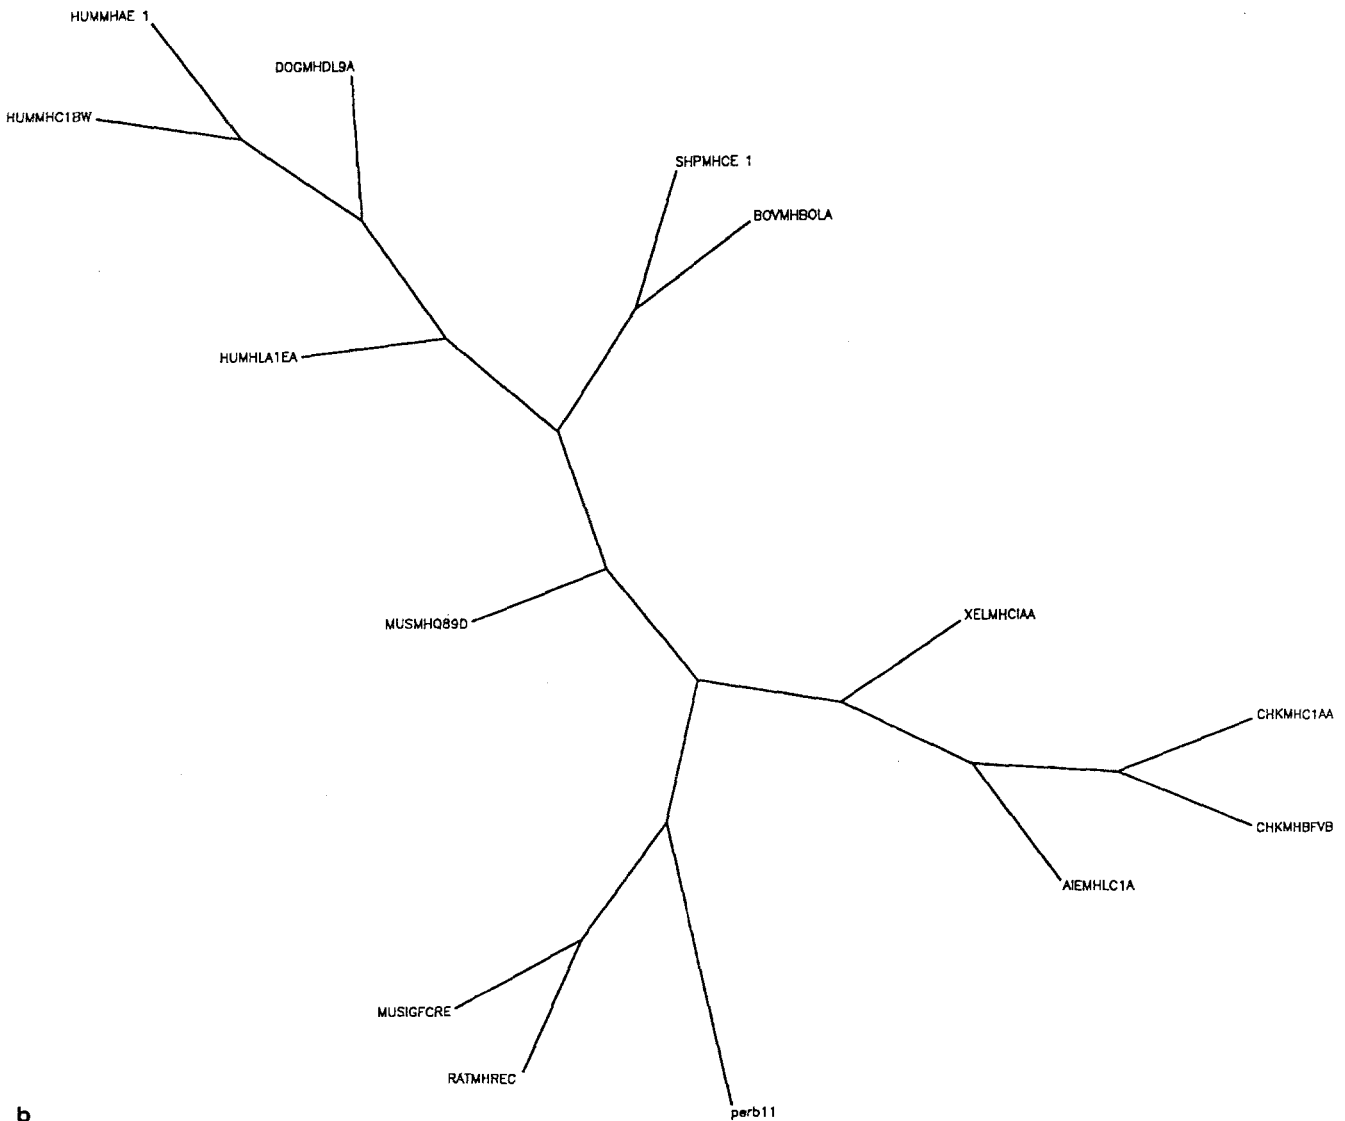 HUMMHAE 1
DOGMHDL9A
HUMMHC1BW
SHPMHCE 1
BOVMHBOLA
HUMHLA1EA
MUSMHQ89D
XELMHCIAA
CHKMHC1AA
CHKMHBFVB
AIEMHLC1A
MUSIGFCRE
RATMHREC
perb11
b